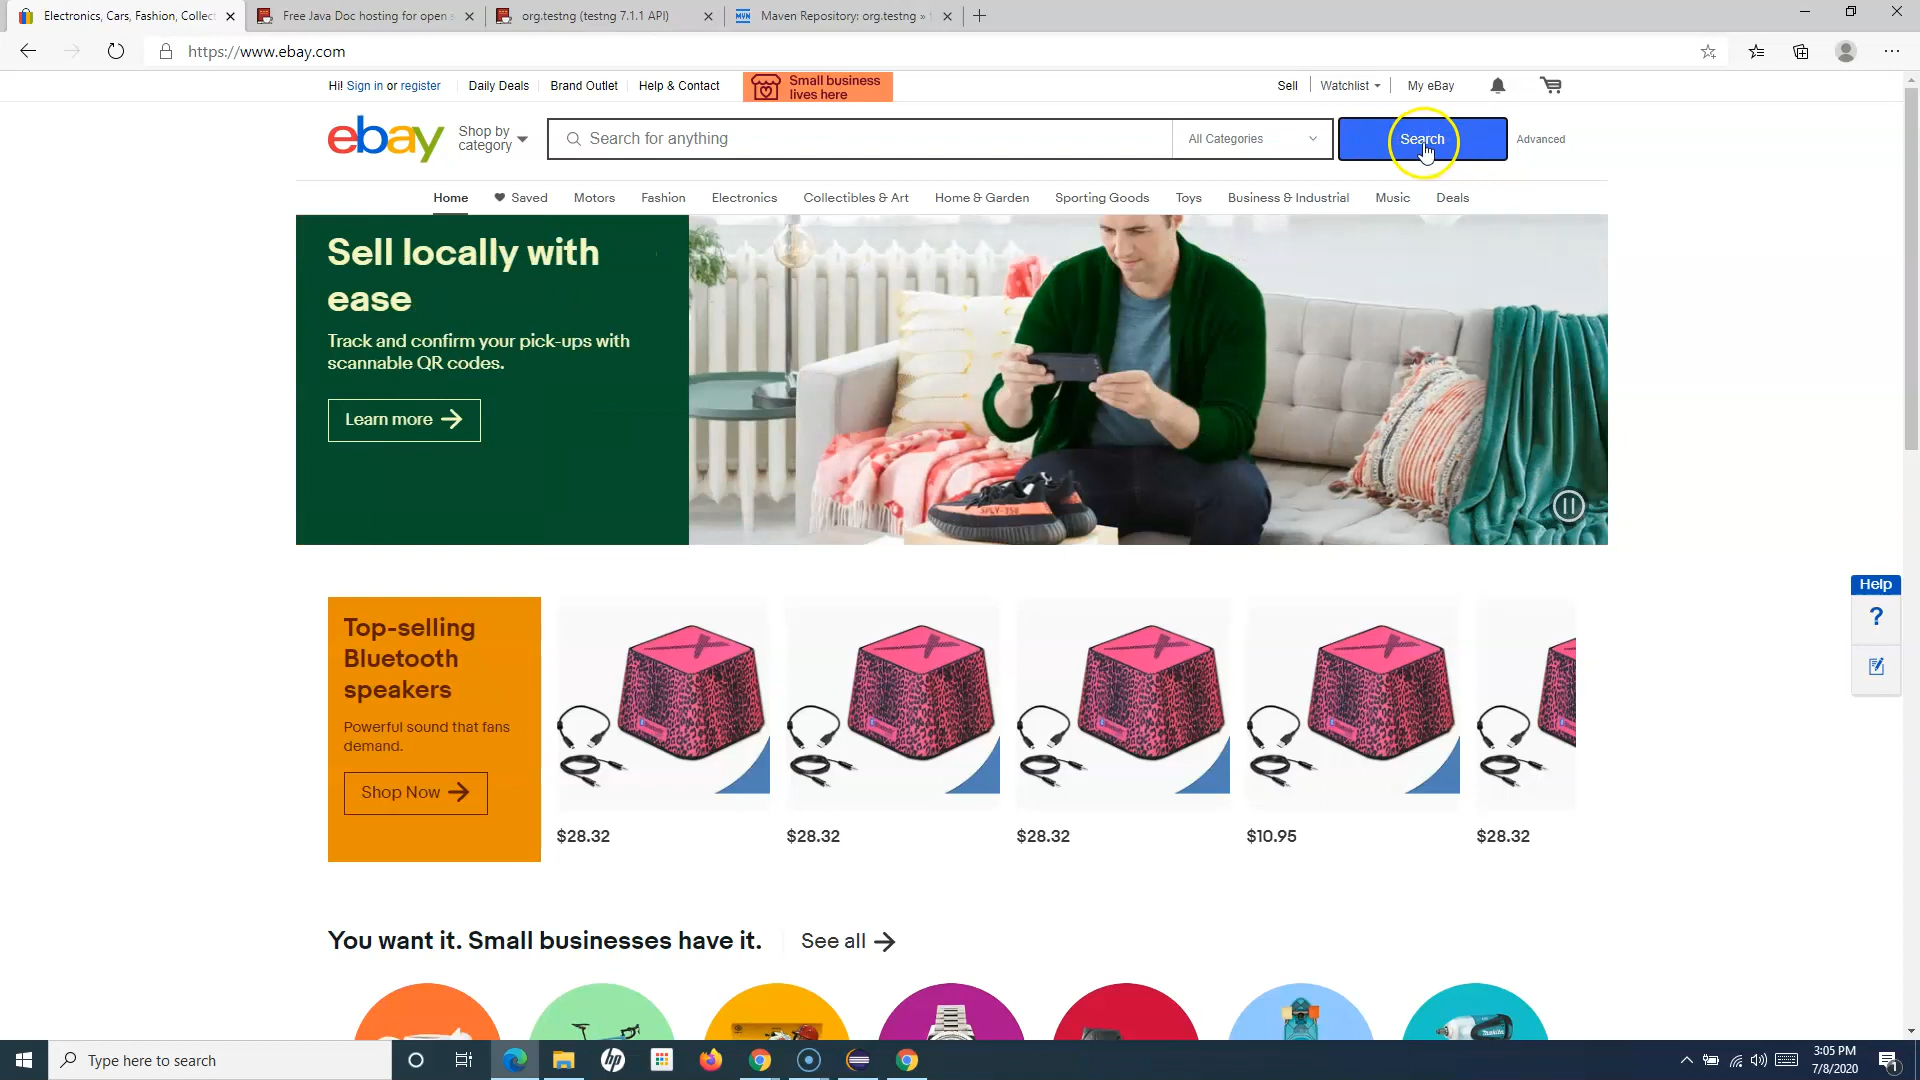 Electronics, Cars, Fashion, Collect
Free Java Doc hosting for open s
org.testng (testng 7.1.1 API)
MVN Maven Repository: org.testng »
https://www.ebay.com
Hi! Sign in or register
Daily Deals
Brand Outlet
Help & Contact
Small business
lives here
Sell
Watchlist
My eBay
ebay
Shop by
category
Search for anything
All Categories
Search
Advanced
Home
Saved
Motors
Fashion
Electronics
Collectibles & Art
Home & Garden
Sporting Goods
Toys
Business & Industrial
Music
Deals
Sell locally with
ease
Track and confirm your pick-ups with
scannable QR codes.
Learn more
SPLY-350
Help
?
Top-selling
Bluetooth
speakers
Powerful sound that fans
demand.
Shop Now
$28.32
$28.32
$28.32
$10.95
$28.32
You want it. Small businesses have it.
See all
Makita
Type here to search
hp
3:05 PM
7/8/2020
1